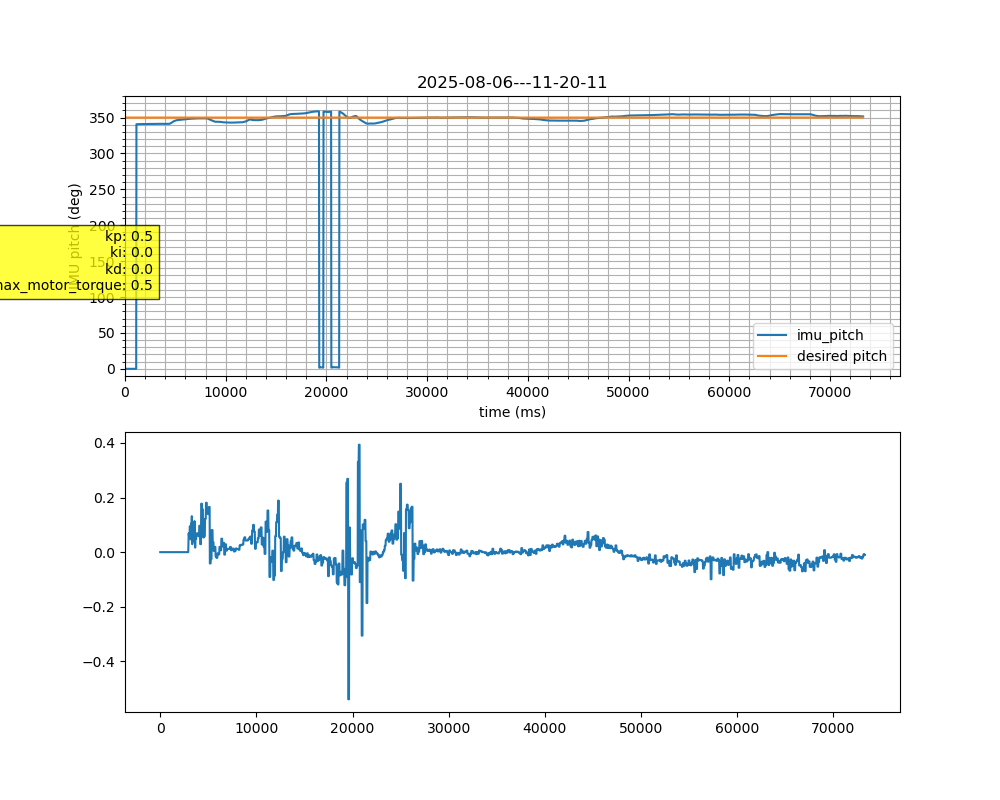 2025-08-06---11-20-11
350
300
250
200
150
100
50
0
IMU pitch (deg)
kp: 0.5
ki: 0.0
kd: 0.0
max_motor_torque: 0.5
imu_pitch
desired pitch
0 10000 20000 30000 40000 50000 60000 70000
time (ms)
0.4
0.2
0.0
−0.2
−0.4
0 10000 20000 30000 40000 50000 60000 70000